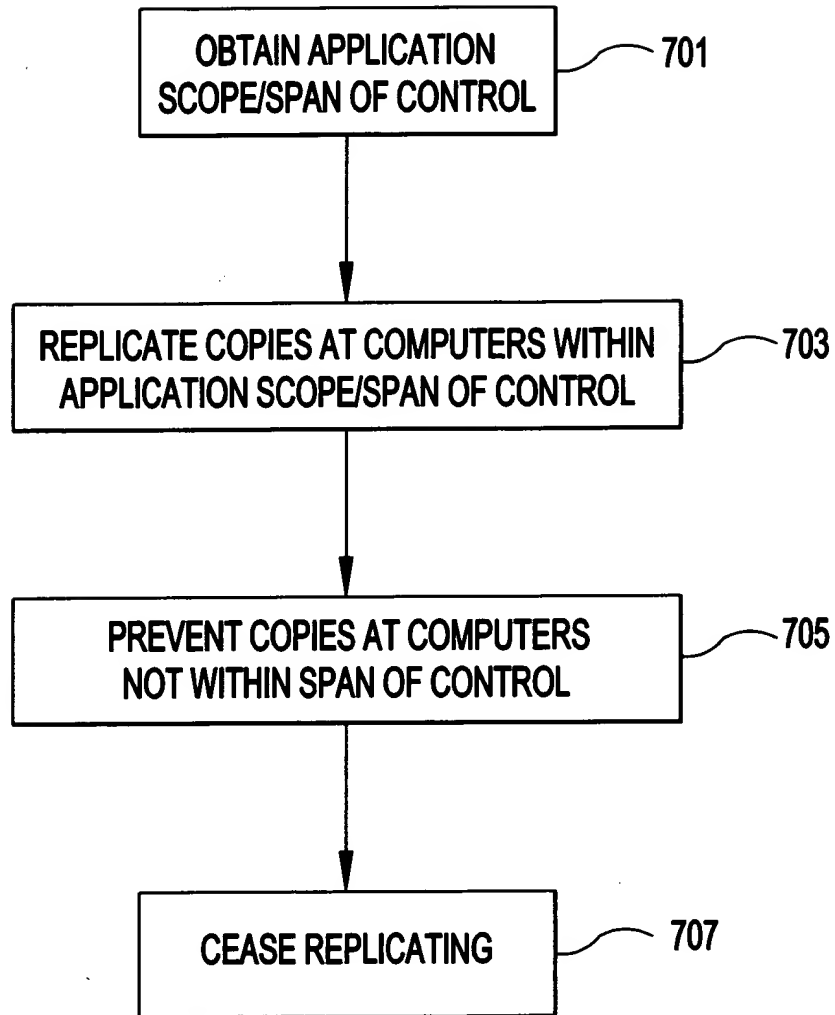 OBTAIN APPLICATION
SCOPE/SPAN OF CONTROL
701
REPLICATE COPIES AT COMPUTERS WITHIN
APPLICATION SCOPE/SPAN OF CONTROL
703
PREVENT COPIES AT COMPUTERS
NOT WITHIN SPAN OF CONTROL
705
CEASE REPLICATING
707